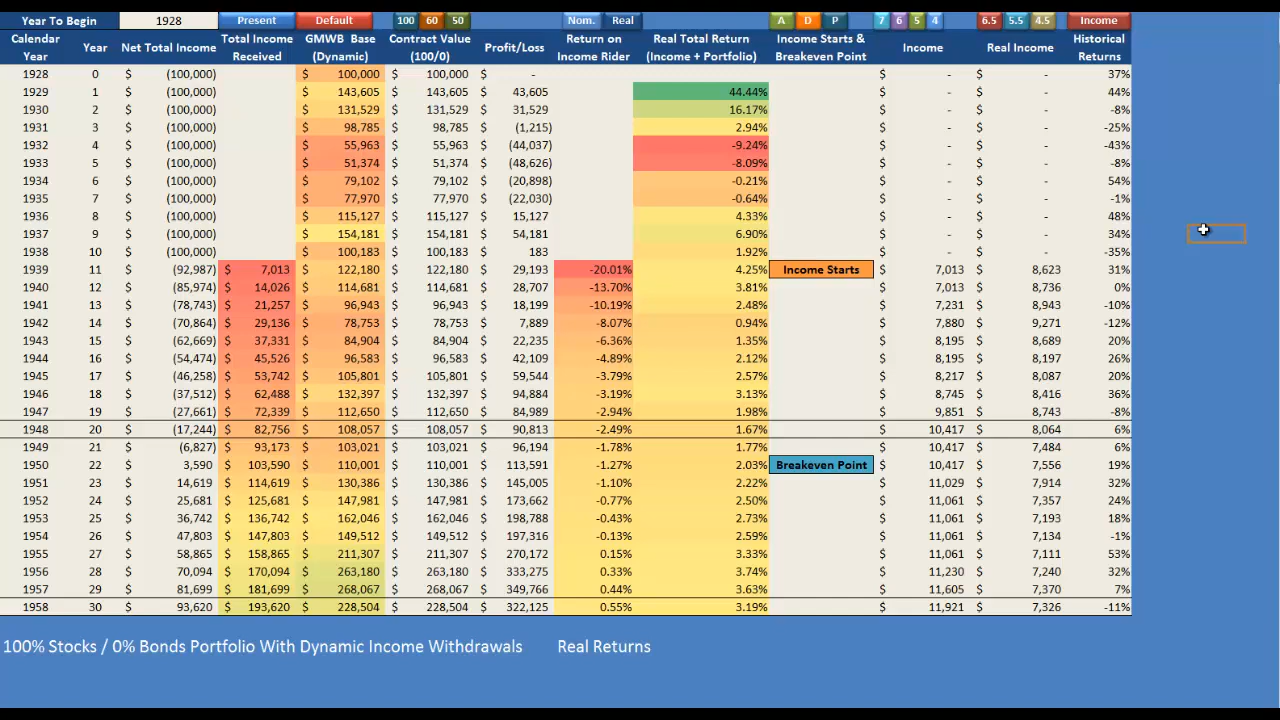 Year To Begin 1928 Present Default 100 60 50 Nom. Real A D P 7 6 5 4 6.5 5.5 4.5 Income
Calendar Year Year Net Total Income Total Income Received GMWB Base (Dynamic) Contract Value (100/0) Profit/Loss Return on Income Rider Real Total Return (Income + Portfolio) Income Starts & Breakeven Point Income Real Income Historical Returns
1928 0 $ (100,000) $ 100,000 $ 100,000 $ - $ - $ - 37%
1929 1 $ (100,000) $ 143,605 $ 143,605 $ 43,605 44.44% $ - $ - 44%
1930 2 $ (100,000) $ 131,529 $ 131,529 $ 31,529 16.17% $ - $ - -8%
1931 3 $ (100,000) $ 98,785 $ 98,785 $ (1,215) 2.94% $ - $ - -25%
1932 4 $ (100,000) $ 55,963 $ 55,963 $ (44,037) -9.24% $ - $ - -43%
1933 5 $ (100,000) $ 51,374 $ 51,374 $ (48,626) -8.09% $ - $ - -8%
1934 6 $ (100,000) $ 79,102 $ 79,102 $ (20,898) -0.21% $ - $ - 54%
1935 7 $ (100,000) $ 77,970 $ 77,970 $ (22,030) -0.64% $ - $ - -1%
1936 8 $ (100,000) $ 115,127 $ 115,127 $ 15,127 4.33% $ - $ - 48%
1937 9 $ (100,000) $ 154,181 $ 154,181 $ 54,181 6.90% $ - $ - 34%
1938 10 $ (100,000) $ 100,183 $ 100,183 $ 183 1.92% $ - $ - -35%
1939 11 $ (92,987) $ 7,013 $ 122,180 $ 122,180 $ 29,193 -20.01% 4.25% Income Starts $ 7,013 $ 8,623 31%
1940 12 $ (85,974) $ 14,026 $ 114,681 $ 114,681 $ 28,707 -13.70% 3.81% $ 7,013 $ 8,736 0%
1941 13 $ (78,743) $ 21,257 $ 96,943 $ 96,943 $ 18,199 -10.19% 2.48% $ 7,231 $ 8,943 -10%
1942 14 $ (70,864) $ 29,136 $ 78,753 $ 78,753 $ 7,889 -8.07% 0.94% $ 7,880 $ 9,271 -12%
1943 15 $ (62,669) $ 37,331 $ 84,904 $ 84,904 $ 22,235 -6.36% 1.44% $ 8,195 $ 8,689 20%
1944 16 $ (54,474) $ 45,526 $ 96,583 $ 96,583 $ 42,109 -4.89% 2.12% $ 8,195 $ 8,197 26%
1945 17 $ (46,258) $ 53,742 $ 105,801 $ 105,801 $ 59,544 -3.79% 2.57% $ 8,217 $ 8,087 20%
1946 18 $ (37,512) $ 62,488 $ 132,397 $ 132,397 $ 94,884 -3.19% 3.13% $ 8,745 $ 8,416 36%
1947 19 $ (27,661) $ 72,339 $ 112,650 $ 112,650 $ 84,989 -2.94% 1.98% $ 9,851 $ 8,743 -8%
1948 20 $ (17,244) $ 82,756 $ 108,057 $ 108,057 $ 90,813 -2.49% 1.67% $ 10,417 $ 8,064 6%
1949 21 $ (6,827) $ 93,173 $ 103,021 $ 103,021 $ 96,194 -1.78% 1.77% $ 10,417 $ 7,484 6%
1950 22 $ 3,590 $ 103,590 $ 110,001 $ 110,001 $ 113,591 -1.27% 2.03% Breakeven Point $ 10,417 $ 7,556 19%
1951 23 $ 14,619 $ 114,619 $ 130,386 $ 130,386 $ 145,005 -1.10% 2.22% $ 11,029 $ 7,914 32%
1952 24 $ 25,681 $ 125,681 $ 147,981 $ 147,981 $ 173,662 -0.77% 2.50% $ 11,061 $ 7,357 24%
1953 25 $ 36,742 $ 136,742 $ 162,046 $ 162,046 $ 198,788 -0.43% 2.73% $ 11,061 $ 7,193 18%
1954 26 $ 47,803 $ 147,803 $ 149,512 $ 149,512 $ 197,316 -0.13% 2.59% $ 11,061 $ 7,134 -1%
1955 27 $ 58,865 $ 158,865 $ 211,307 $ 211,307 $ 270,172 0.15% 3.33% $ 11,061 $ 7,111 53%
1956 28 $ 70,094 $ 170,094 $ 263,180 $ 263,180 $ 333,275 0.33% 3.74% $ 11,230 $ 7,240 32%
1957 29 $ 81,699 $ 181,699 $ 268,067 $ 268,067 $ 349,766 0.44% 3.63% $ 11,605 $ 7,370 7%
1958 30 $ 93,620 $ 193,620 $ 228,504 $ 228,504 $ 322,125 0.55% 3.19% $ 11,921 $ 7,326 -11%
100% Stocks / 0% Bonds Portfolio With Dynamic Income Withdrawals Real Returns